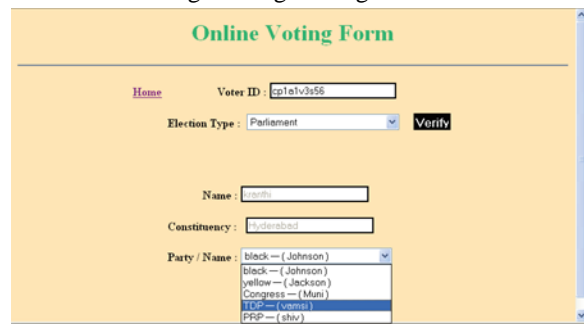 Online Voting Form
Home Voter ID : cp1a1v3s56
Election Type : Parliament Verify
Name : kranthi
Constituency : Hyderabad
Party / Name : black — ( Johnson )
black — ( Johnson )
yellow — ( Jackson )
Congress — ( Muni )
TDP — ( vamsi )
PRP — ( shiv )